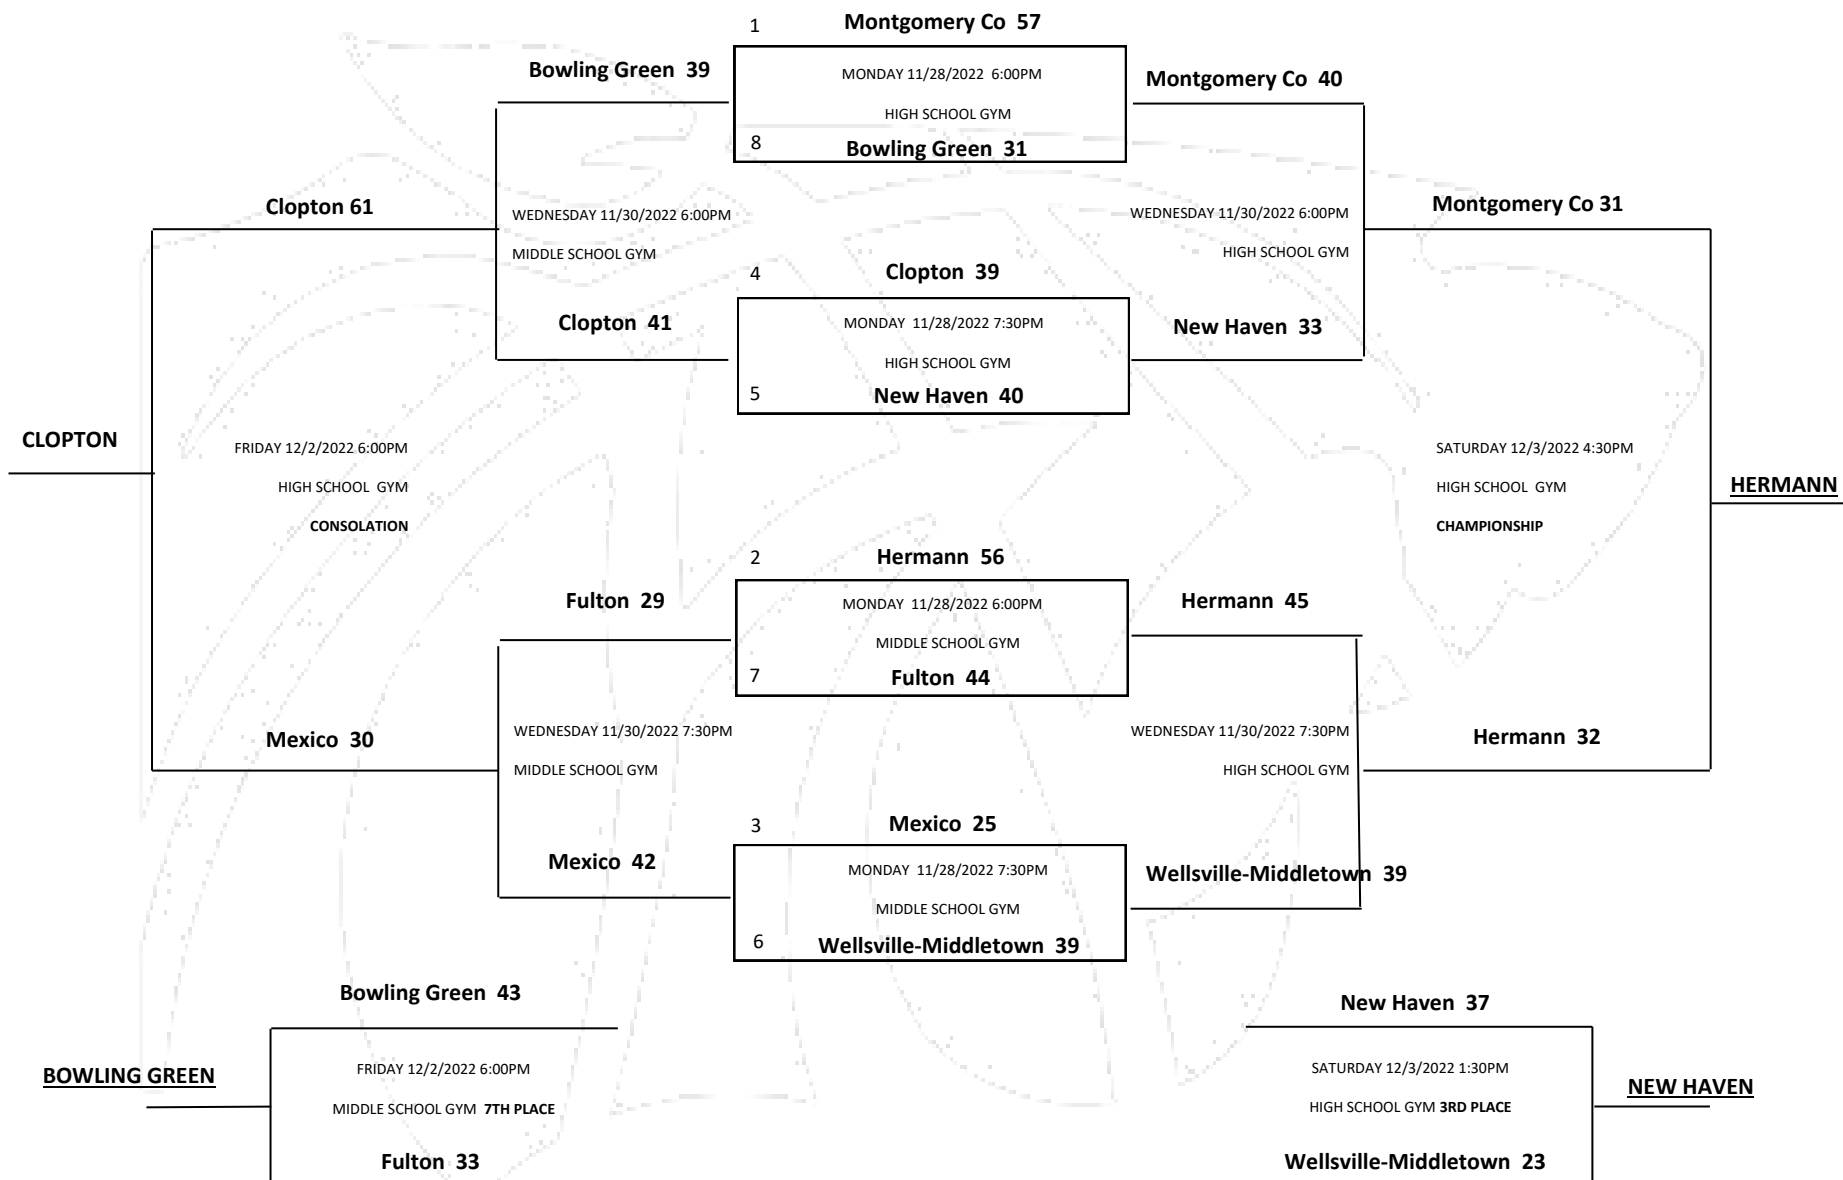 1 Montgomery Co  57
Bowling Green  39
MONDAY 11/28/2022  6:00PM
Montgomery Co  40
HIGH SCHOOL GYM
8 Bowling Green  31
Clopton 61
WEDNESDAY 11/30/2022 6:00PM
MIDDLE SCHOOL GYM
WEDNESDAY 11/30/2022 6:00PM
HIGH SCHOOL GYM
Montgomery Co 31
4 Clopton  39
Clopton  41
MONDAY  11/28/2022 7:30PM
New Haven  33
HIGH SCHOOL GYM
5 New Haven  40
CLOPTON
FRIDAY 12/2/2022 6:00PM
HIGH SCHOOL  GYM
CONSOLATION
SATURDAY 12/3/2022 4:30PM
HIGH SCHOOL  GYM
CHAMPIONSHIP
HERMANN
2 Hermann  56
Fulton  29
MONDAY  11/28/2022 6:00PM
Hermann  45
MIDDLE SCHOOL GYM
7 Fulton  44
Mexico  30
WEDNESDAY 11/30/2022 7:30PM
MIDDLE SCHOOL GYM
WEDNESDAY 11/30/2022 7:30PM
HIGH SCHOOL GYM
Hermann  32
3 Mexico  25
Mexico  42
MONDAY  11/28/2022 7:30PM
Wellsville-Middletown  39
MIDDLE SCHOOL GYM
6 Wellsville-Middletown  39
Bowling Green  43
BOWLING GREEN
FRIDAY 12/2/2022 6:00PM
MIDDLE SCHOOL GYM  7TH PLACE
Fulton  33
New Haven  37
SATURDAY 12/3/2022 1:30PM
HIGH SCHOOL GYM 3RD PLACE
NEW HAVEN
Wellsville-Middletown  23